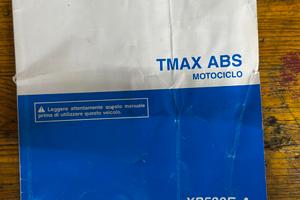 TMAX ABS
MOTOCICLO
Leggere attentamente questo manuale
prima di utilizzare questo veicolo.